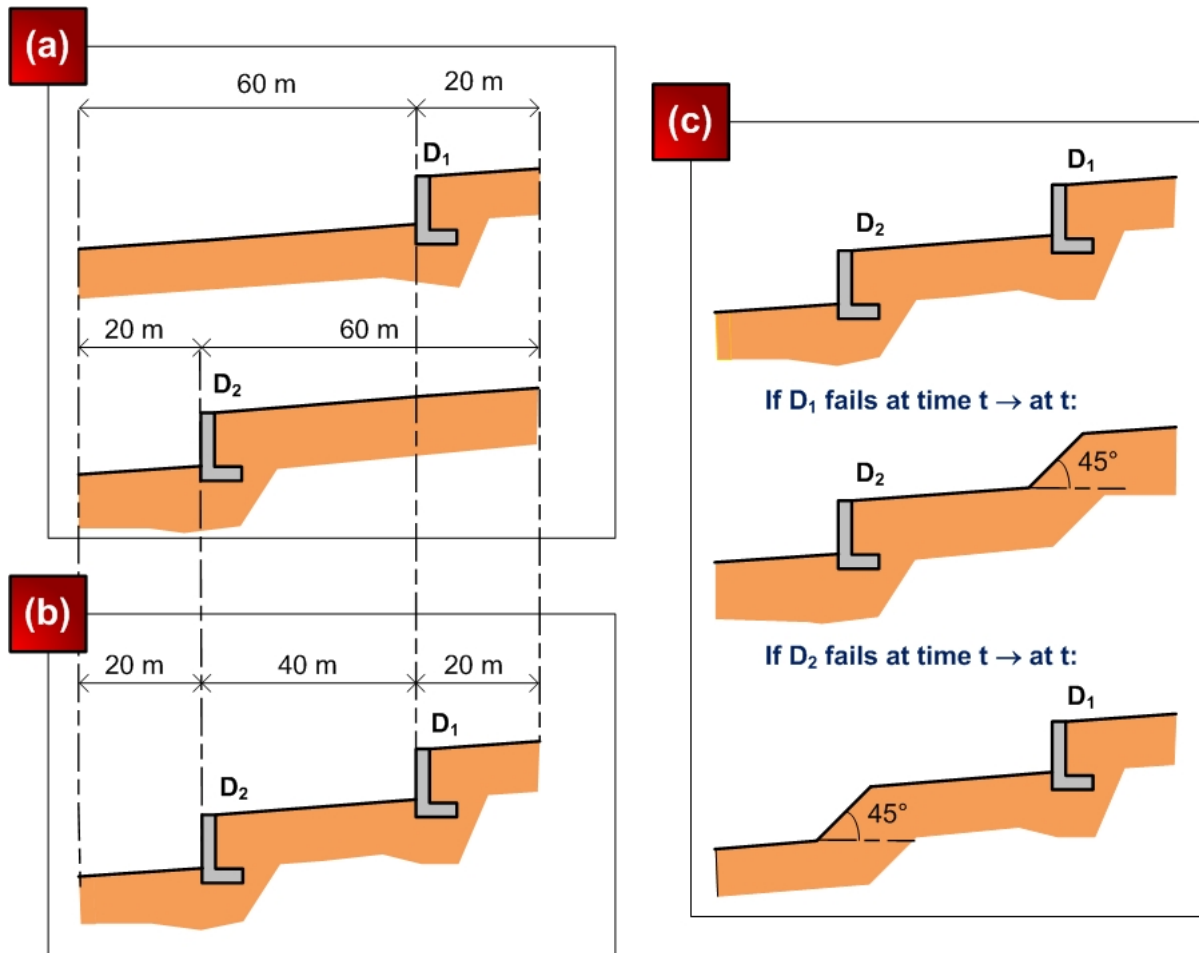 (a)
60 m
20 m
D₁
20 m
60 m
D₂
(b)
20 m
40 m
20 m
D₁
D₂
(c)
D₁
D₂
If D₁ fails at time t → at t:
D₂
45°
If D₂ fails at time t → at t:
D₁
45°